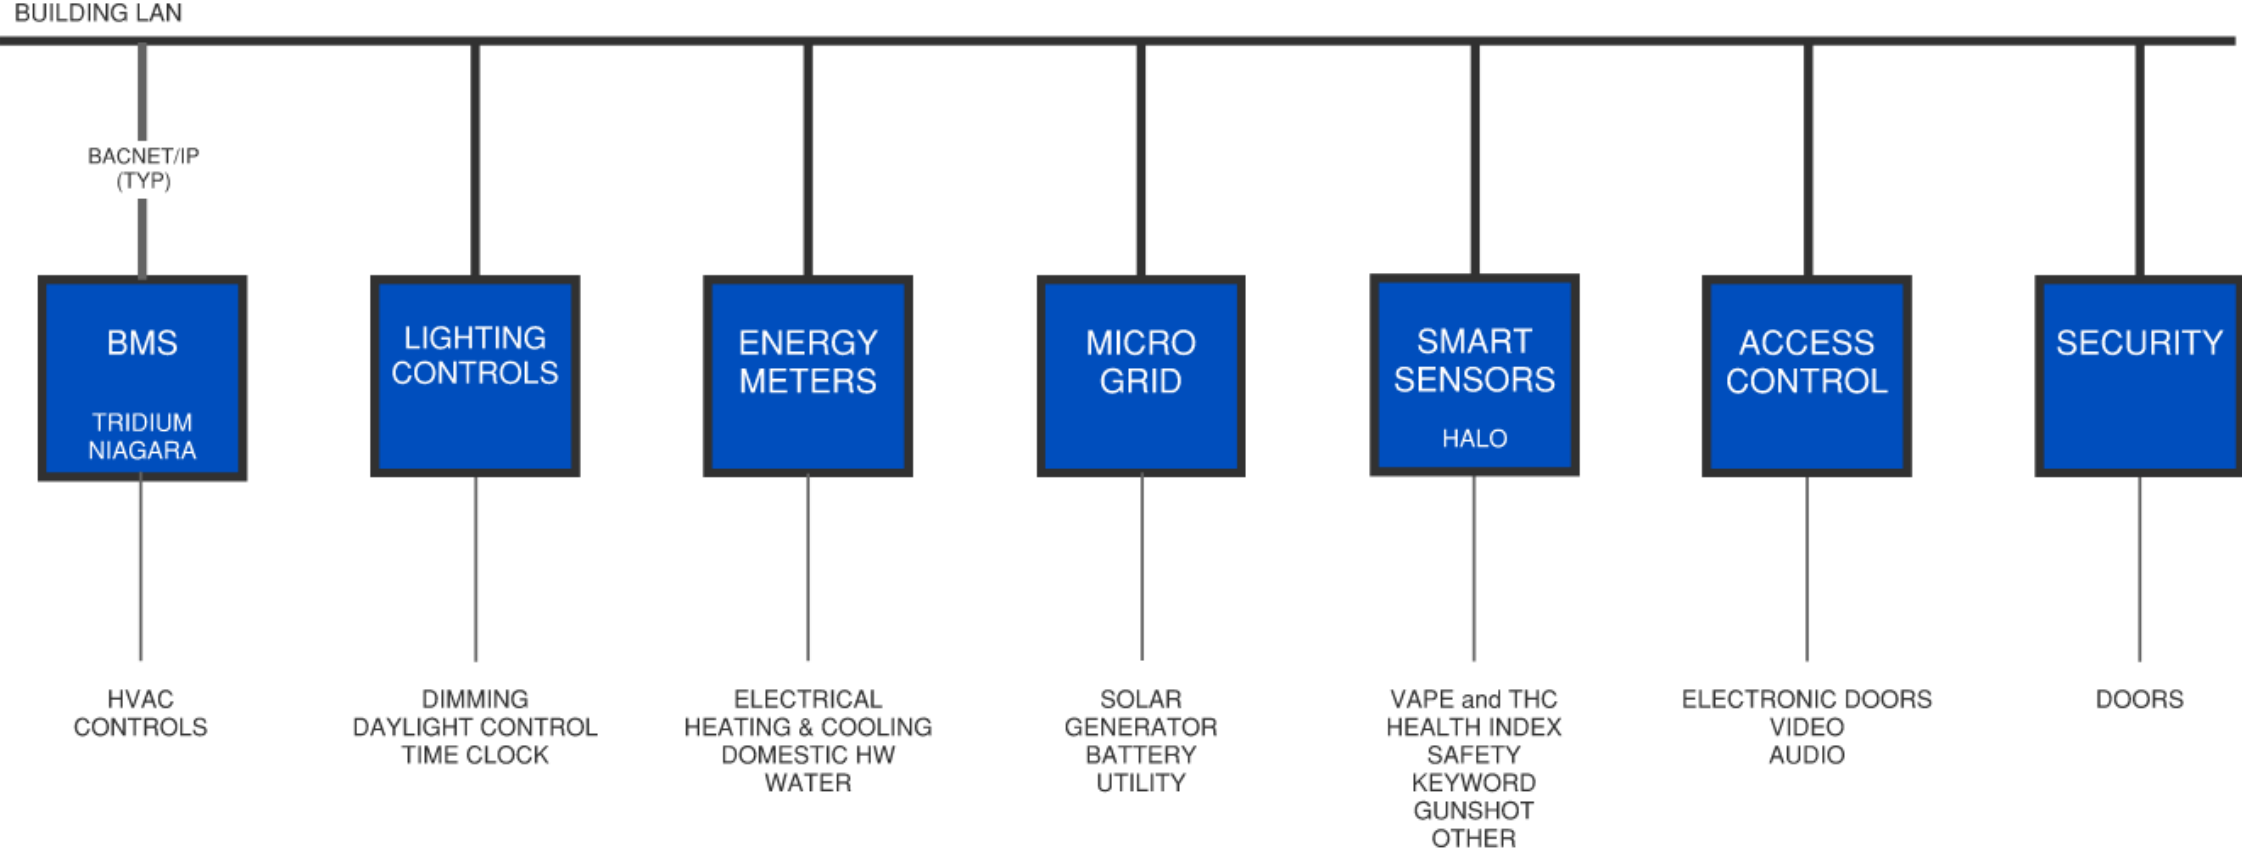 BUILDING LAN
BACNET/IP
(TYP)
BMS
TRIDIUM
NIAGARA
LIGHTING
CONTROLS
ENERGY
METERS
MICRO
GRID
SMART
SENSORS
HALO
ACCESS
CONTROL
SECURITY
HVAC
CONTROLS
DIMMING
DAYLIGHT CONTROL
TIME CLOCK
ELECTRICAL
HEATING & COOLING
DOMESTIC HW
WATER
SOLAR
GENERATOR
BATTERY
UTILITY
VAPE and THC
HEALTH INDEX
SAFETY
KEYWORD
GUNSHOT
OTHER
ELECTRONIC DOORS
VIDEO
AUDIO
DOORS